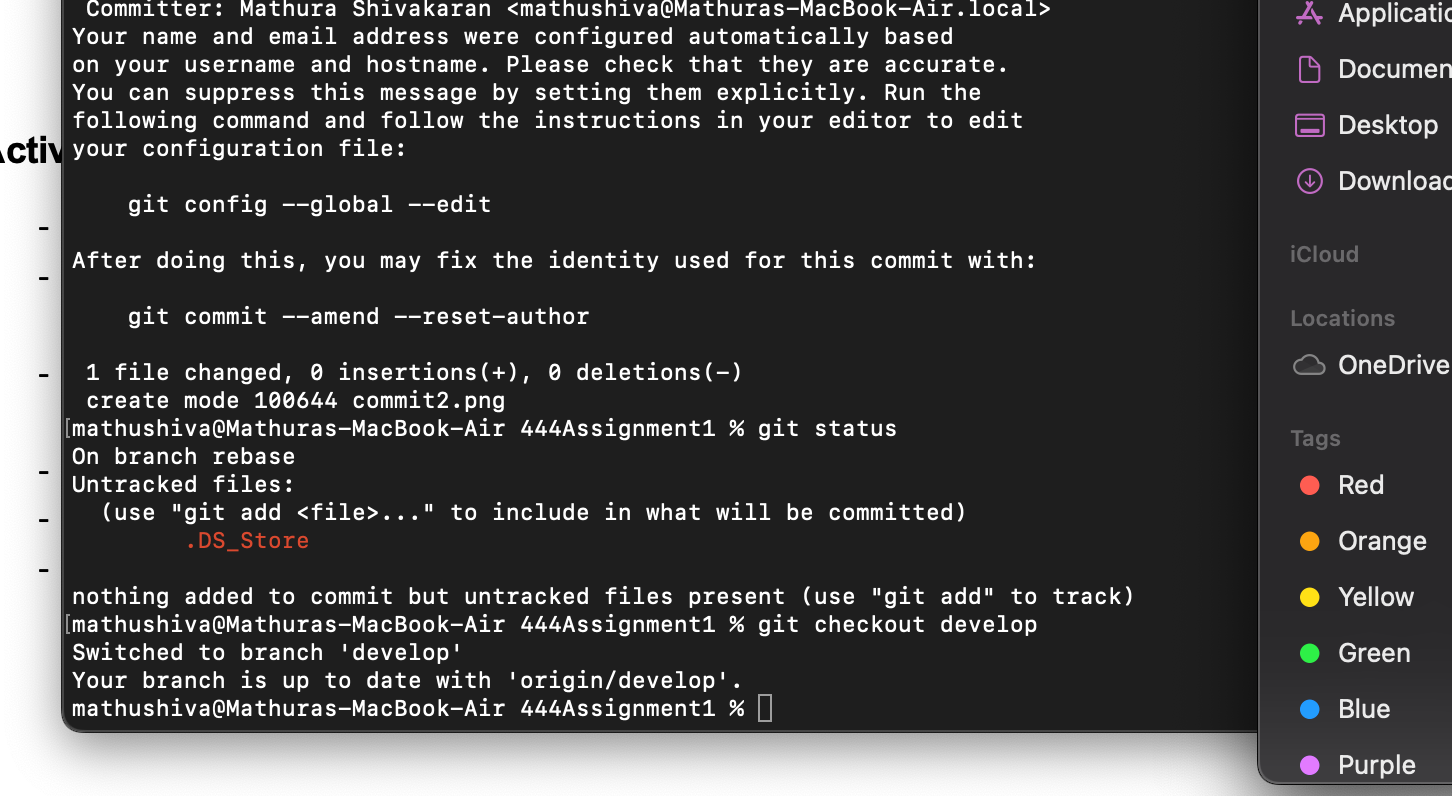 Committer: Mathura Shivakaran <mathushiva@Mathuras-MacBook-Air.local>
Your name and email address were configured automatically based
on your username and hostname. Please check that they are accurate.
You can suppress this message by setting them explicitly. Run the
following command and follow the instructions in your editor to edit
your configuration file:
git config --global --edit
After doing this, you may fix the identity used for this commit with:
git commit --amend --reset-author
1 file changed, 0 insertions(+), 0 deletions(-)
create mode 100644 commit2.png
[mathushiva@Mathuras-MacBook-Air 444Assignment1 % git status
On branch rebase
Untracked files:
(use "git add <file>..." to include in what will be committed)
.DS_Store
nothing added to commit but untracked files present (use "git add" to track)
[mathushiva@Mathuras-MacBook-Air 444Assignment1 % git checkout develop
Switched to branch 'develop'
Your branch is up to date with 'origin/develop'.
mathushiva@Mathuras-MacBook-Air 444Assignment1 %
Activ
-
-
-
-
-
-
Applicatio
Documen
Desktop
Download
iCloud
Locations
OneDrive
Tags
Red
Orange
Yellow
Green
Blue
Purple